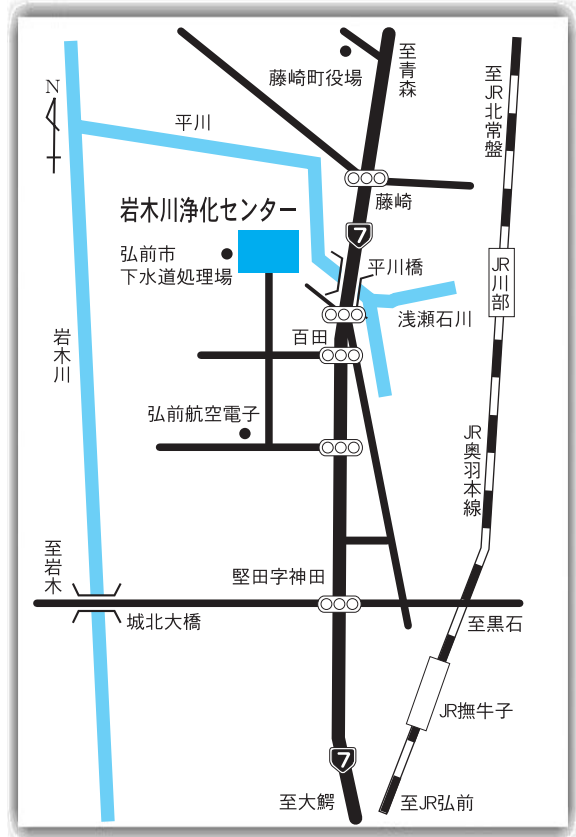 至青森
藤崎町役場
至JR北常盤
N
平川
藤崎
岩木川浄化センター
7
弘前市
下水道処理場
平川橋
JR川部
浅瀬石川
百田
岩木川
弘前航空電子
JR奥羽本線
至岩木
堅田字神田
城北大橋
至黒石
JR撫牛子
7
至大鰐
至JR弘前